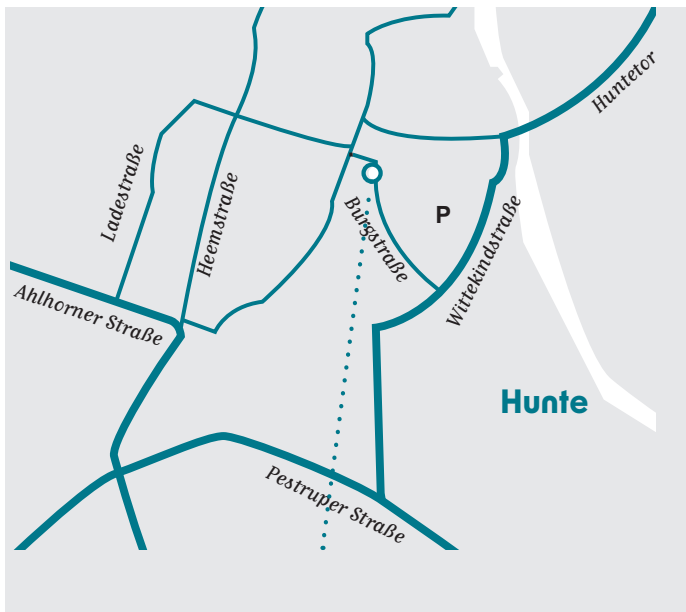 Huntetor
Ladestraße
Heemstraße
Burgstraße
P
Wittekindstraße
Ahlhorner Straße
Hunte
Pestruper Straße